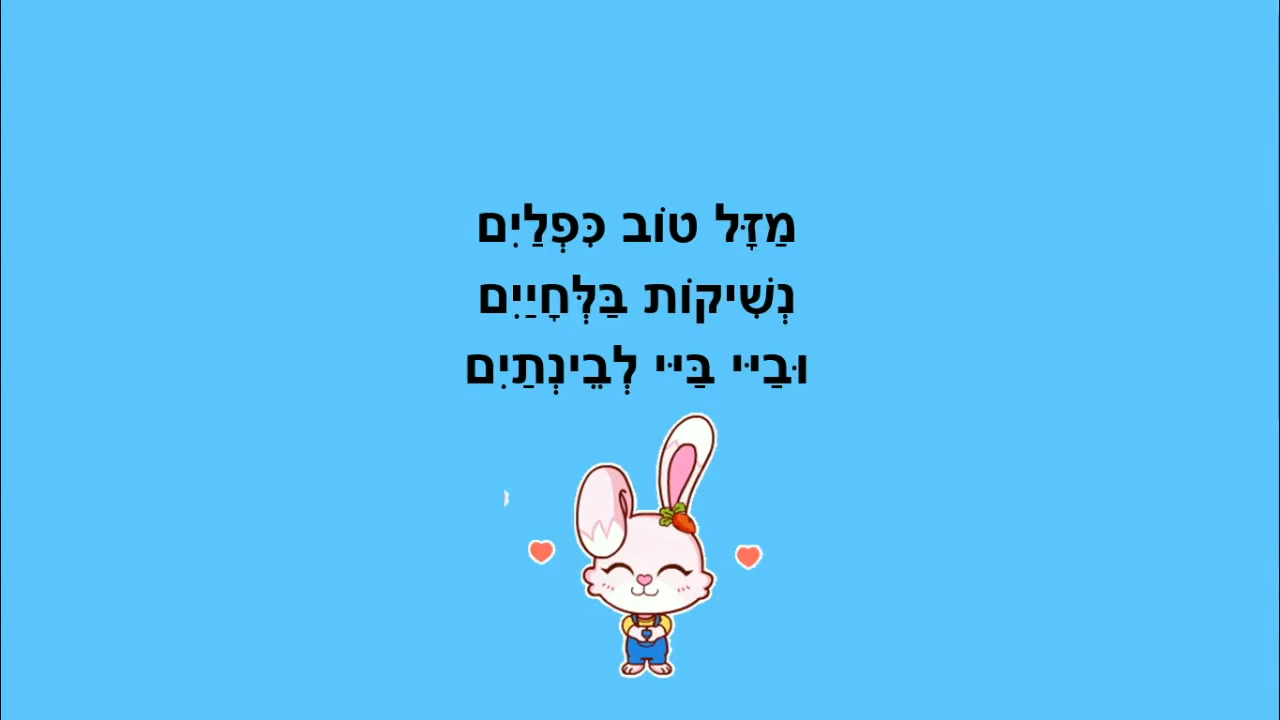 מַזָּל טוֹב כִּפְלַיִם
נְשִׁיקוֹת בַּלְּחָיַיִם
וּבַיּי בַּיּי לְבֵינְתַיִם